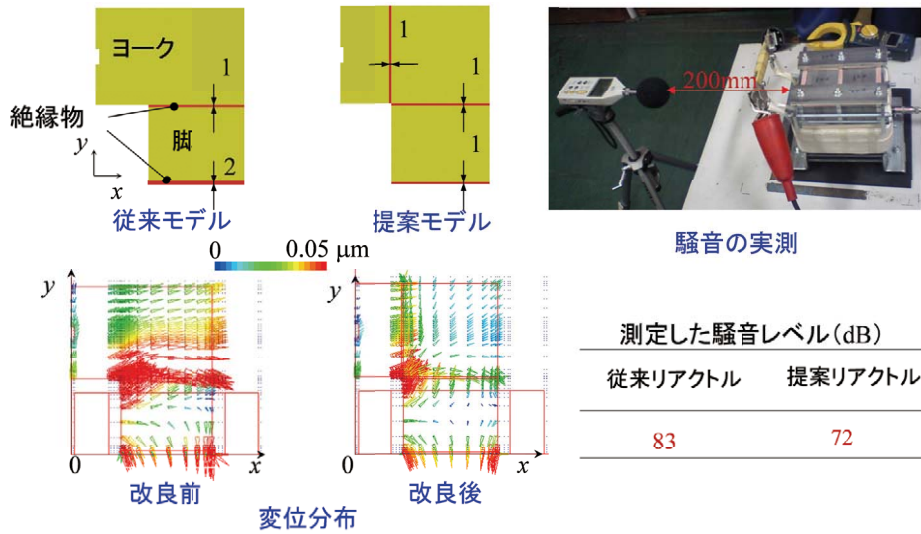 ヨーク
1
絶縁物
脚
2
y
x
従来モデル
1
1
1
提案モデル
200mm
騒音の実測
0
0.05 μm
y
0
x
改良前
y
0
x
改良後
変位分布
測定した騒音レベル(dB)
従来リアクトル
提案リアクトル
83
72